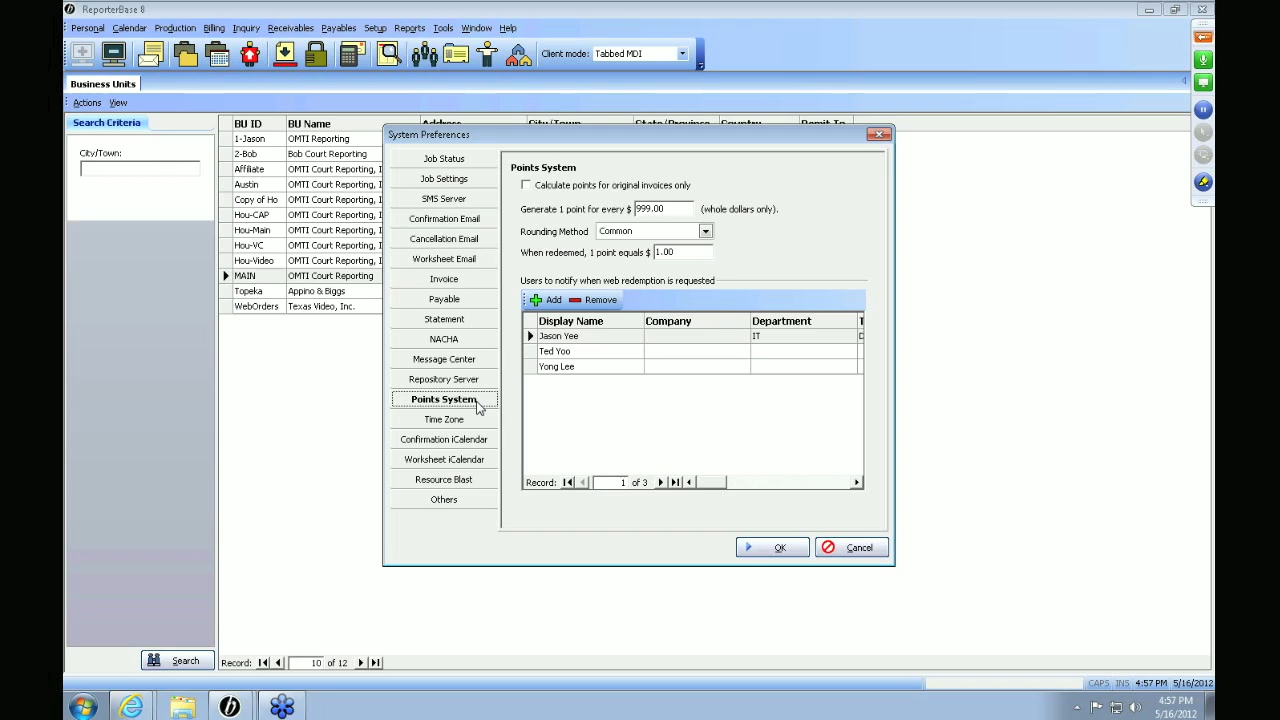 ReporterBase 8
Personal Calendar Production Billing Inquiry Receivables Payables Setup Reports Tools Window Help
Client mode: Tabbed MDI
Business Units
Actions View
Search Criteria
City/Town:
Search
BU ID BU Name Address City/Town State/Province Country Remit To
1-Jason OMTI Reporting
2-Bob Bob Court Reporting
Affiliate OMTI Court Reporting, I
Austin OMTI Court Reporting, I
Copy of Ho OMTI Court Reporting, I
Hou-CAP OMTI Court Reporting, I
Hou-Main OMTI Court Reporting, I
Hou-VC OMTI Court Reporting, I
Hou-Video OMTI Court Reporting, I
MAIN OMTI Court Reporting
Topeka Appino & Biggs
WebOrders Texas Video, Inc.
Record: 10 of 12
System Preferences
Job Status
Job Settings
SMS Server
Confirmation Email
Cancellation Email
Worksheet Email
Invoice
Payable
Statement
NACHA
Message Center
Repository Server
Points System
Time Zone
Confirmation iCalendar
Worksheet iCalendar
Resource Blast
Others
Points System
Calculate points for original invoices only
Generate 1 point for every $ 999.00 (whole dollars only).
Rounding Method Common
When redeemed, 1 point equals $ 1.00
Users to notify when web redemption is requested
Add Remove
Display Name Company Department T
Jason Yee IT D
Ted Yoo
Yong Lee
Record: 1 of 3
OK Cancel
CAPS INS 4:57 PM 5/16/2012
4:57 PM
5/16/2012